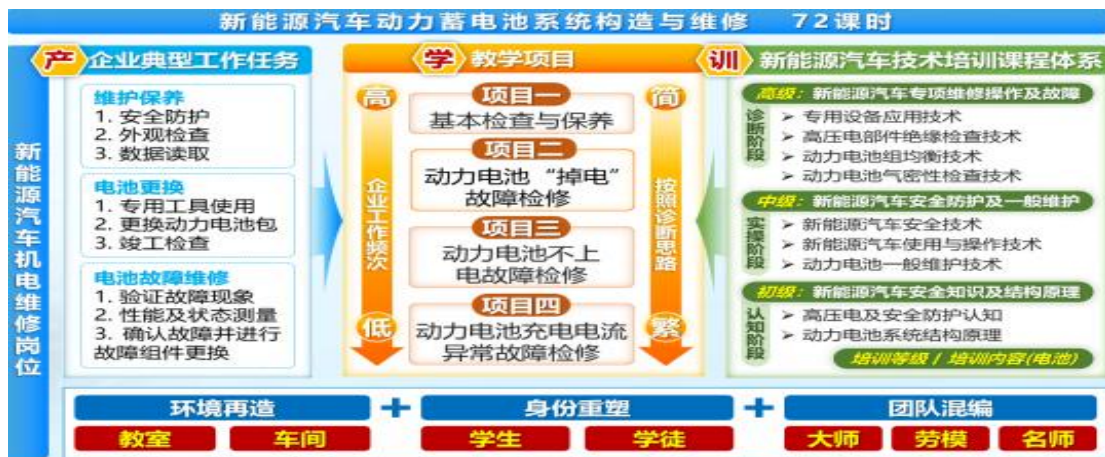 新能源汽车动力蓄电池系统构造与维修 72课时
新能源汽车机电维修岗位
产 企业典型工作任务
维护保养
1. 安全防护
2. 外观检查
3. 数据读取
电池更换
1. 专用工具使用
2. 更换动力电池包
3. 竣工检查
电池故障维修
1. 验证故障现象
2. 性能及状态测量
3. 确认故障并进行
故障组件更换
学 教学项目
高
企业工作频次
低
项目一
基本检查与保养
项目二
动力电池“掉电”
故障检修
项目三
动力电池不上
电故障检修
项目四
动力电池充电电流
异常故障检修
简
按照诊断思路
繁
训 新能源汽车技术培训课程体系
高级：新能源汽车专项维修操作及故障
诊断阶段
➢ 专用设备应用技术
➢ 高压电部件绝缘检查技术
➢ 动力电池组均衡技术
➢ 动力电池气密性检查技术
中级：新能源汽车安全防护及一般维护
实操阶段
➢ 新能源汽车安全技术
➢ 新能源汽车使用与操作技术
➢ 动力电池一般维护技术
初级：新能源汽车安全知识及结构原理
认知阶段
➢ 高压电及安全防护认知
➢ 动力电池系统结构原理
培训等级 / 培训内容(电池)
环境再造 + 身份重塑 + 团队混编
教室 车间 学生 学徒 大师 劳模 名师